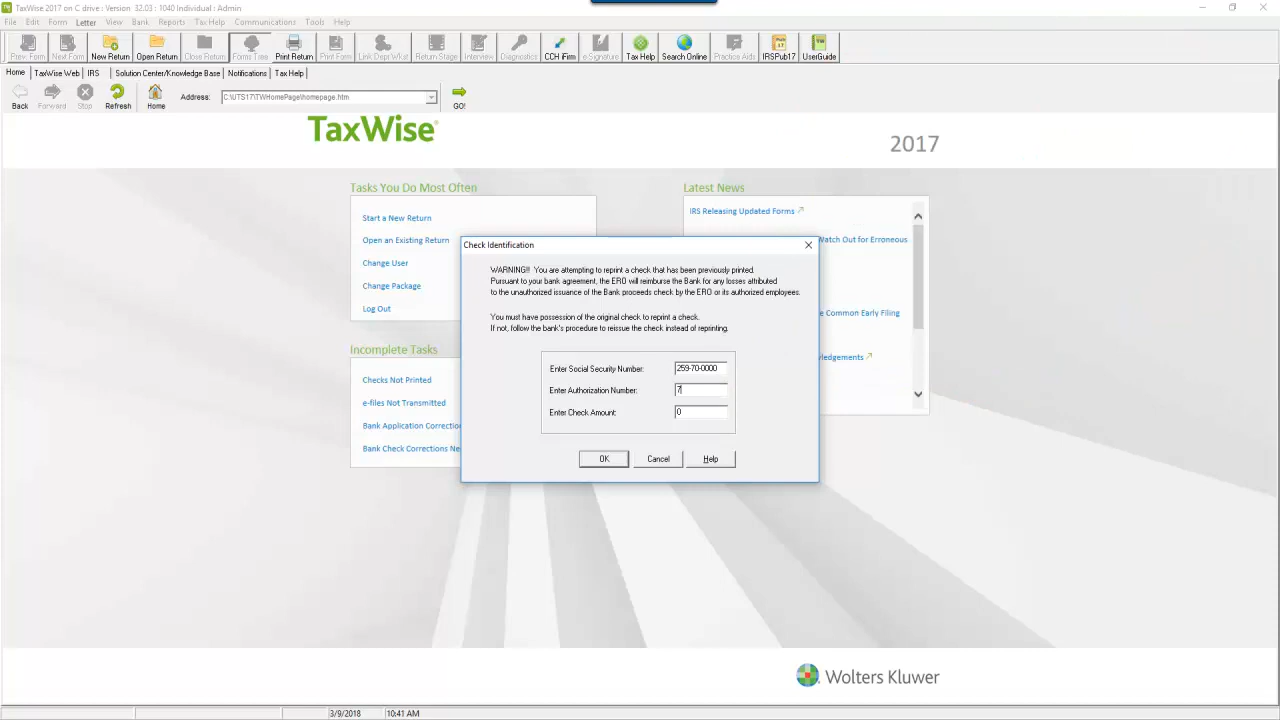 TaxWise 2017 on C drive : Version 32.03 : 1040 Individual : Admin
File Edit Form Letter View Bank Reports Tax Help Communications Tools Help
Prev. Form Next Form New Return Open Return Close Return Forms Tree Print Return Print Form Link Dept.Wkst Return Stage Interview Diagnostics CCH iFirm e-Signature Tax Help Search Online Practice Aids IRSPub17 UserGuide
Home TaxWise Web IRS Solution Center/Knowledge Base Notifications Tax Help
Back Forward Stop Refresh Home Address: C:\UTS17\TWHomePage\homepage.htm GO!
TaxWise®
2017
Tasks You Do Most Often
Start a New Return
Open an Existing Return
Change User
Change Package
Log Out
Incomplete Tasks
Checks Not Printed
e-files Not Transmitted
Bank Application Correctio
Bank Check Corrections Ne
Latest News
IRS Releasing Updated Forms
Watch Out for Erroneous
e Common Early Filing
ledgements
Check Identification
WARNING!! You are attempting to reprint a check that has been previously printed.
Pursuant to your bank agreement, the ERO will reimburse the Bank for any losses attributed
to the unauthorized issuance of the Bank proceeds check by the ERO or its authorized employees.
You must have possession of the original check to reprint a check.
If not, follow the bank's procedure to reissue the check instead of reprinting.
Enter Social Security Number: 259-70-0000
Enter Authorization Number: 7
Enter Check Amount: 0
OK Cancel Help
Wolters Kluwer
3/9/2018 10:41 AM